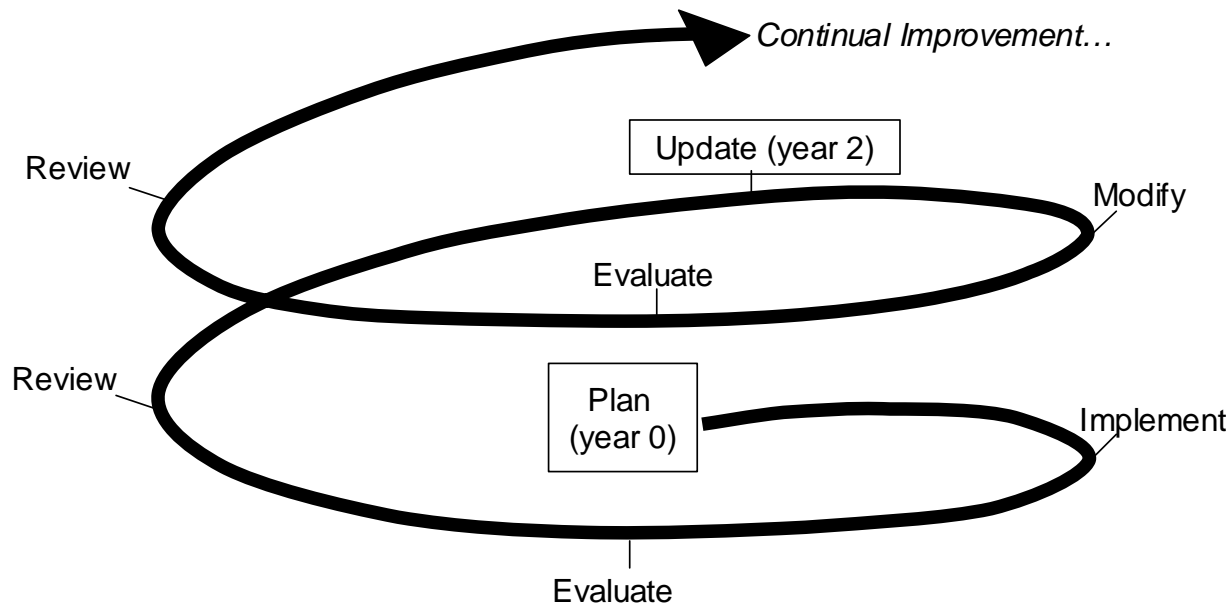 Continual Improvement...
Update (year 2)
Review
Modify
Evaluate
Review
Plan
(year 0)
Implement
Evaluate